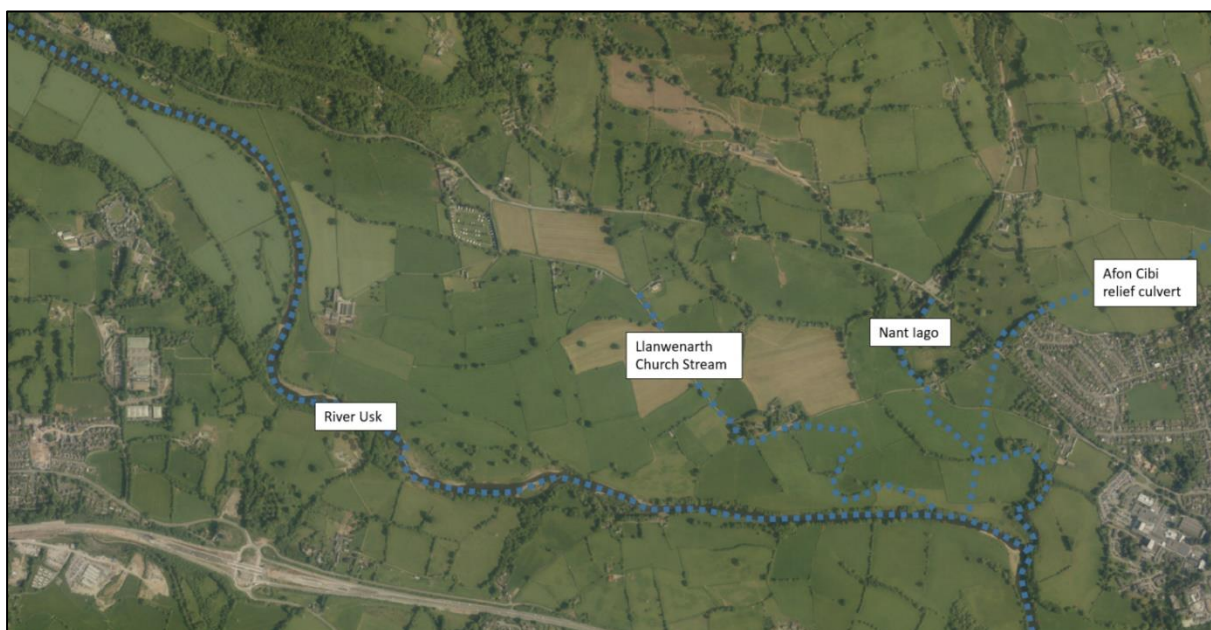 Afon Cibi
relief culvert
Nant Iago
Llanwenarth
Church Stream
River Usk